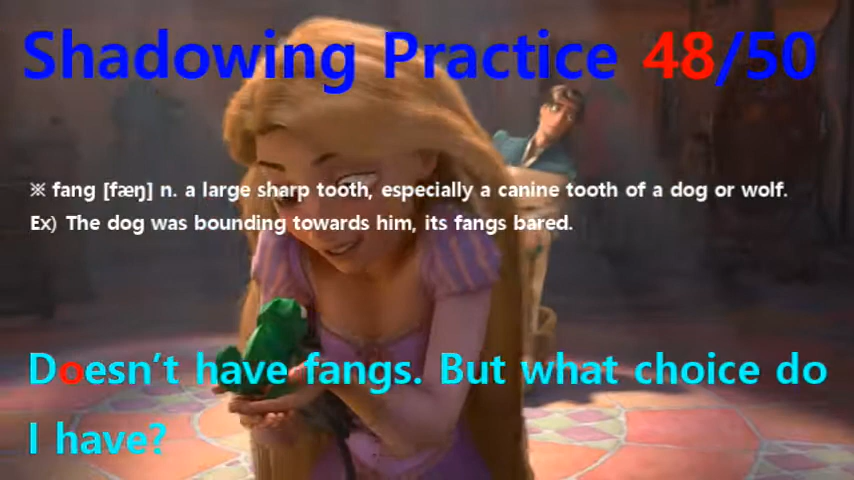 Shadowing Practice 48/50
※ fang [fæŋ] n. a large sharp tooth, especially a canine tooth of a dog or wolf.
Ex) The dog was bounding towards him, its fangs bared.
Doesn't have fangs. But what choice do
I have?